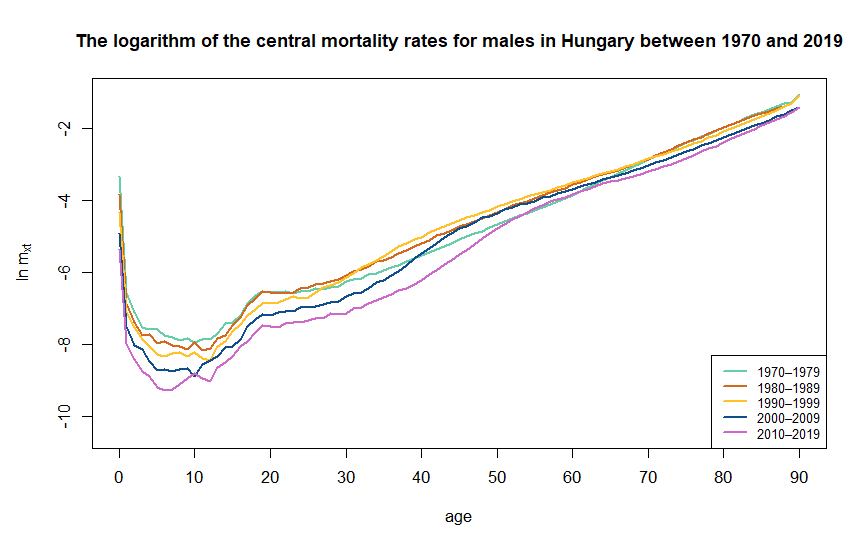 The logarithm of the central mortality rates for males in Hungary between 1970 and 2019
ln mxt
-2
-4
-6
-8
-10
0 10 20 30 40 50 60 70 80 90
age
1970–1979
1980–1989
1990–1999
2000–2009
2010–2019